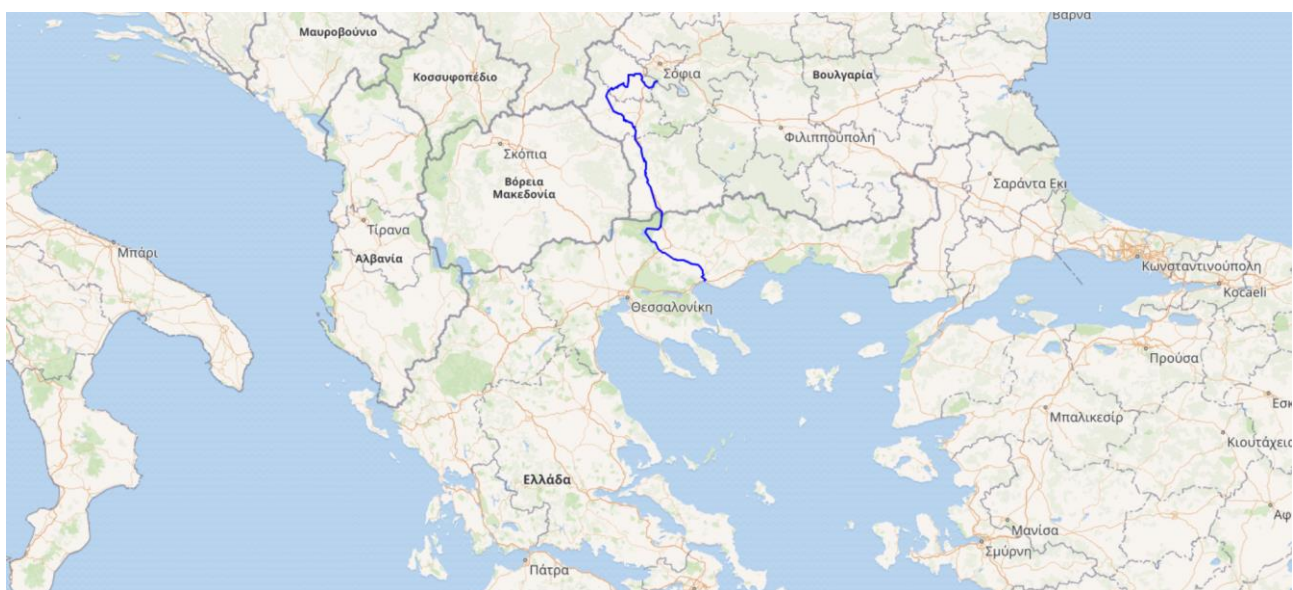 Βάρνα
Μαυροβούνιο
Σόφια
Κοσσυφοπέδιο
Βουλγαρία
Φιλιππούπολη
Σκόπια
Σαράντα Εκι
Βόρεια
Μακεδονία
Τίρανα
Μπάρι
Αλβανία
Κωνσταντινούπολη
Kocaeli
Θεσσαλονίκη
Προύσα
Εσκ
Μπαλικεσίρ
Κιουτάχεια
Ελλάδα
Αφ
Μανίσα
Σμύρνη
Πάτρα